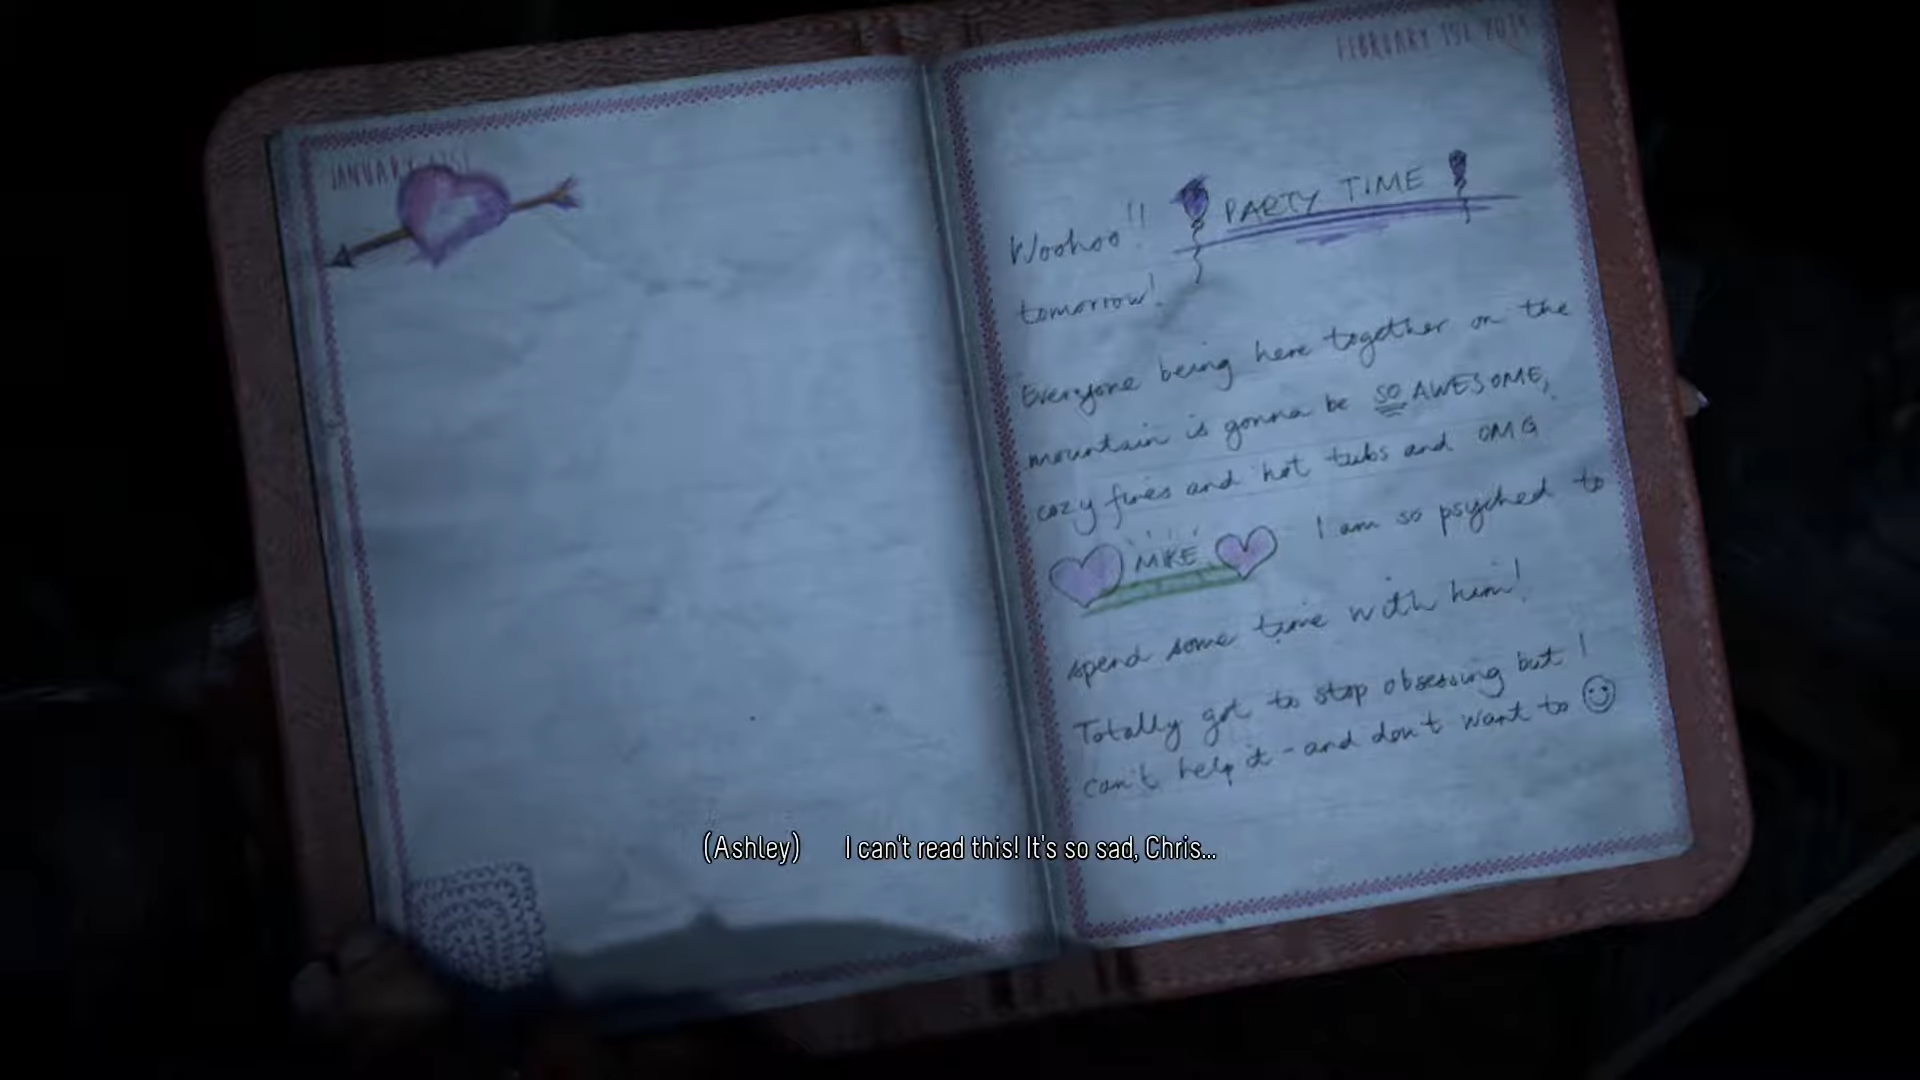 JANUARY 31ST
FEBRUARY 1ST 2014
Woohoo!! PARTY TIME
tomorrow!
Everyone being here together on the
mountain is gonna be SO AWESOME,
cozy fires and hot tubs and OMG
MIKE I am so psyched to
spend some time with him!
Totally got to stop obsessing but I
can't help it - and don't want to
(Ashley) I can't read this! It's so sad, Chris...